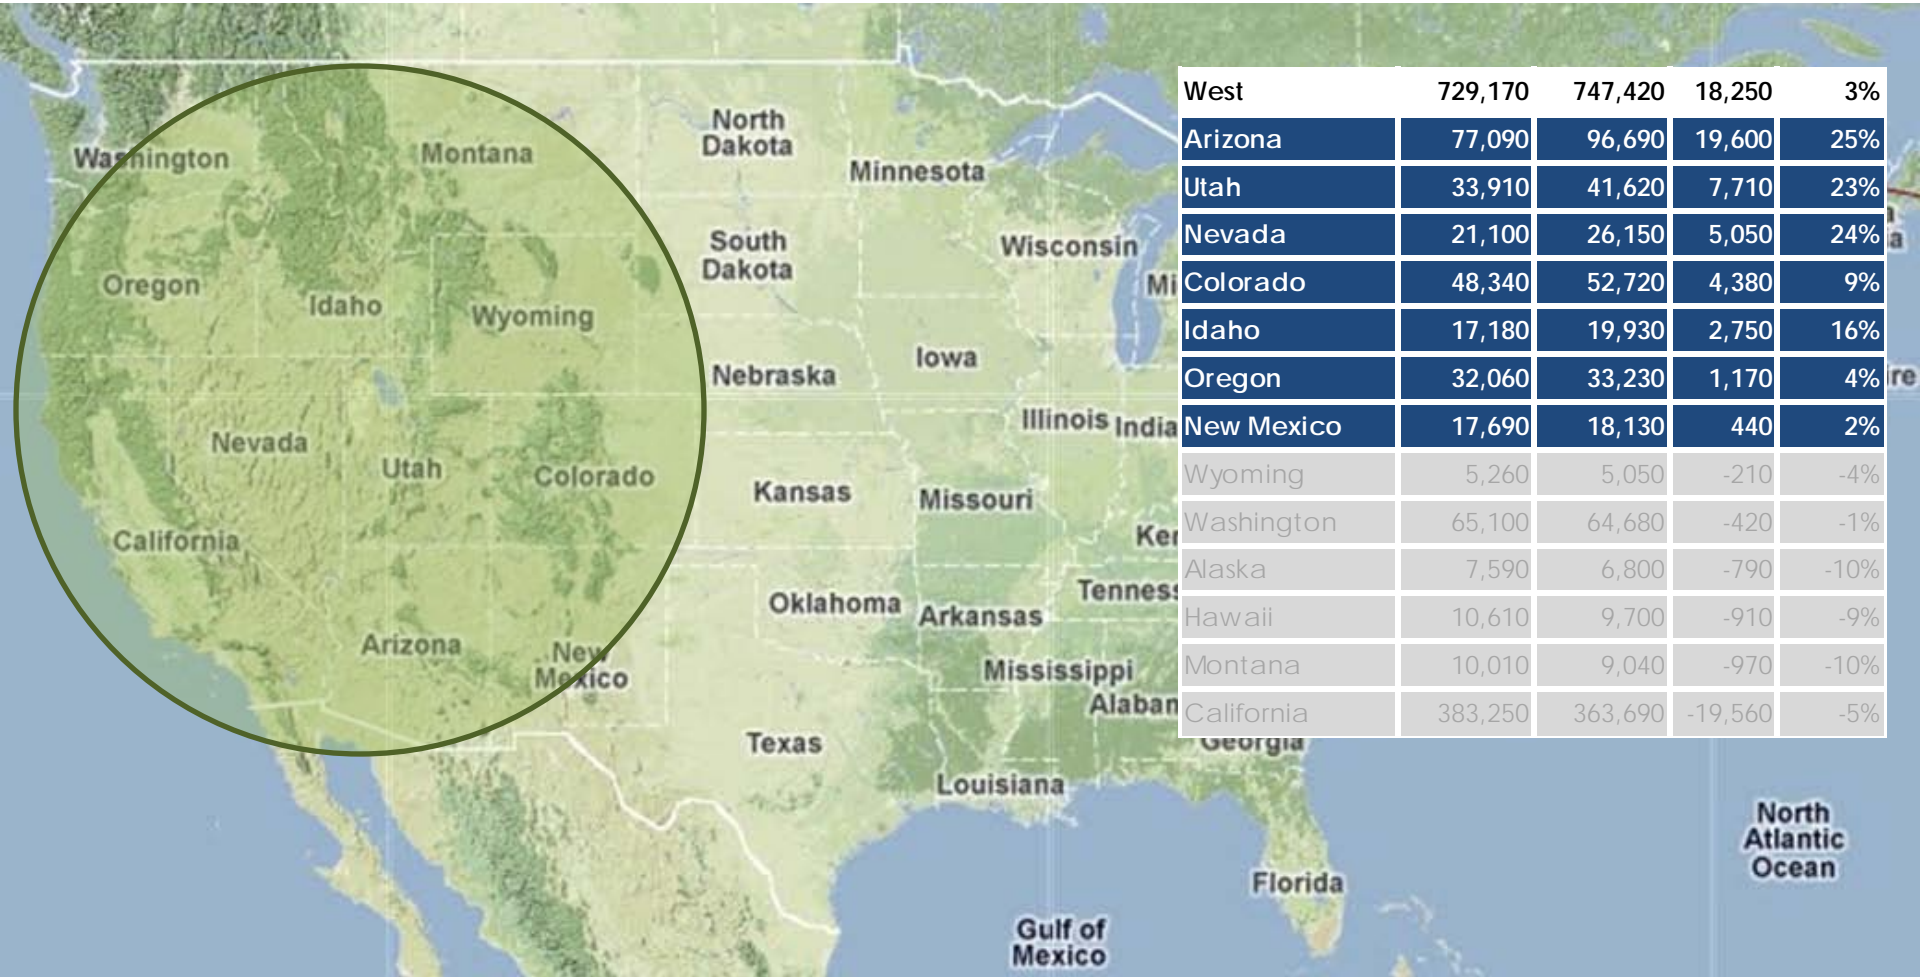 Washington
Montana
North
Dakota
Minnesota
Oregon
Idaho
Wyoming
South
Dakota
Wisconsin
Mi
Nebraska
Iowa
Illinois
India
Nevada
Utah
Colorado
Kansas
Missouri
California
Ker
Oklahoma
Arkansas
Tenness
Arizona
New
Mexico
Mississippi
Alaban
Texas
Georgia
Louisiana
Florida
Gulf of
Mexico
North
Atlantic
Ocean
West 729,170 747,420 18,250 3%
Arizona 77,090 96,690 19,600 25%
Utah 33,910 41,620 7,710 23%
Nevada 21,100 26,150 5,050 24%
Colorado 48,340 52,720 4,380 9%
Idaho 17,180 19,930 2,750 16%
Oregon 32,060 33,230 1,170 4%
New Mexico 17,690 18,130 440 2%
Wyoming 5,260 5,050 -210 -4%
Washington 65,100 64,680 -420 -1%
Alaska 7,590 6,800 -790 -10%
Hawaii 10,610 9,700 -910 -9%
Montana 10,010 9,040 -970 -10%
California 383,250 363,690 -19,560 -5%
ire